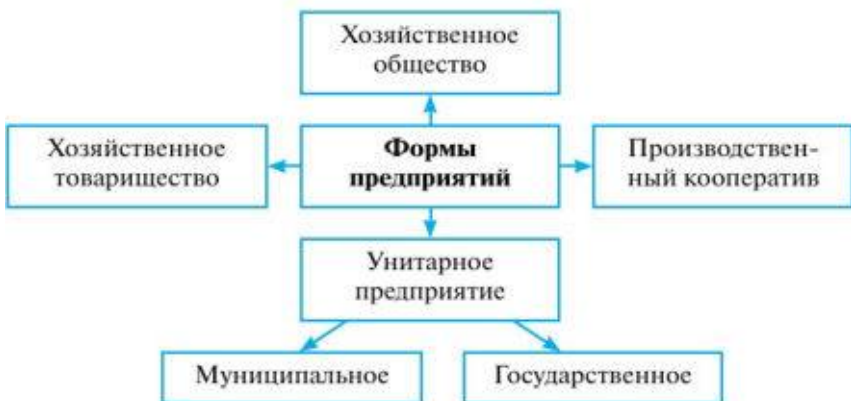 Хозяйственное
общество
Хозяйственное
товарищество
Формы
предприятий
Производствен-
ный кооператив
Унитарное
предприятие
Муниципальное
Государственное